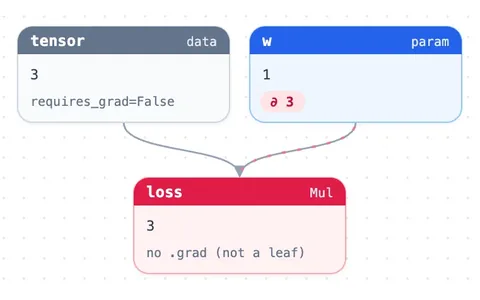 tensor data
3
requires_grad=False
w param
1
∂ 3
loss Mul
3
no .grad (not a leaf)